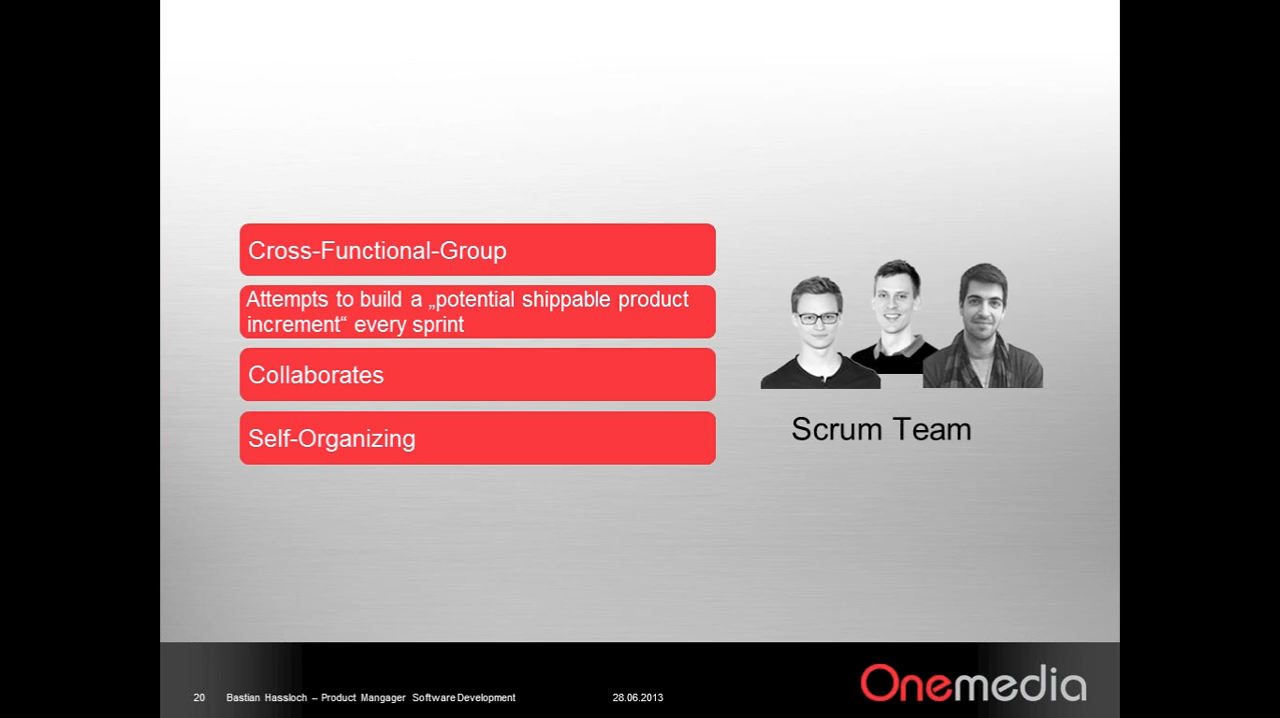 Cross-Functional-Group
Attempts to build a „potential shippable product
increment“ every sprint
Collaborates
Self-Organizing
Scrum Team
20 Bastian Hassloch – Product Mangager Software Development 28.06.2013
Onemedia